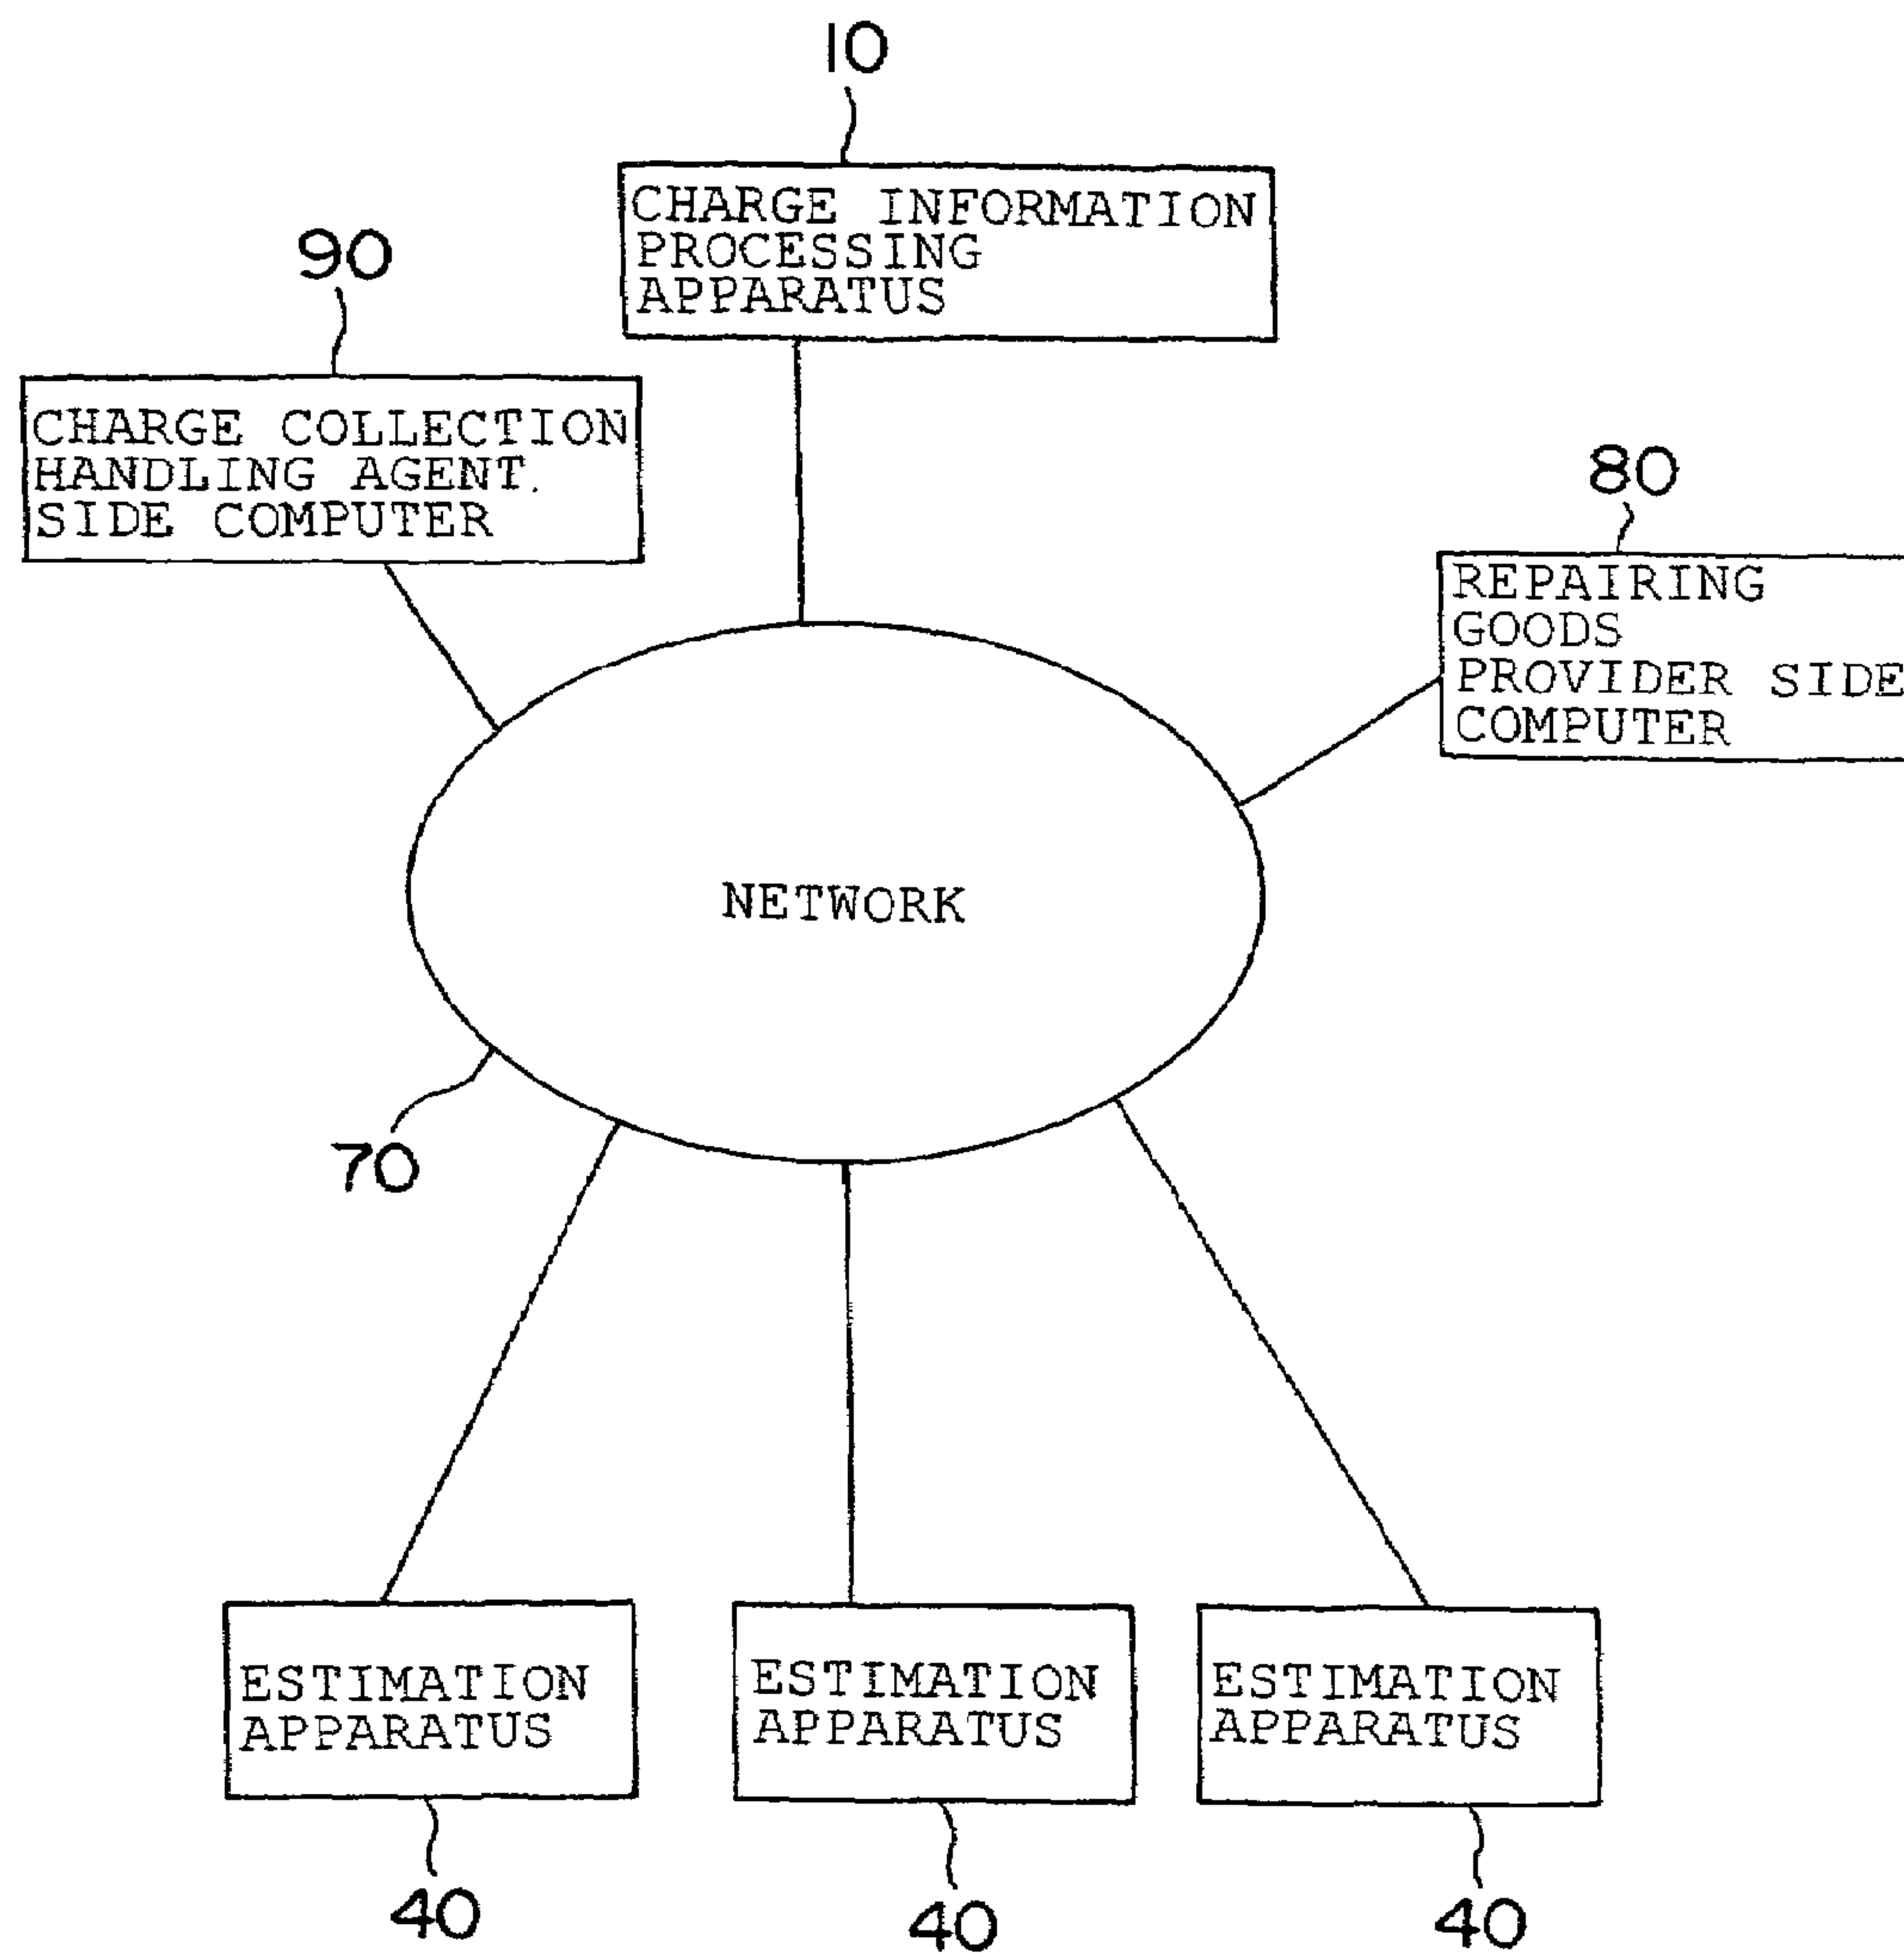 10
CHARGE INFORMATION
PROCESSING
APPARATUS
90
CHARGE COLLECTION
HANDLING AGENT
SIDE COMPUTER
80
REPAIRING
GOODS
PROVIDER SIDE
COMPUTER
NETWORK
70
ESTIMATION
APPARATUS
ESTIMATION
APPARATUS
ESTIMATION
APPARATUS
40
40
40